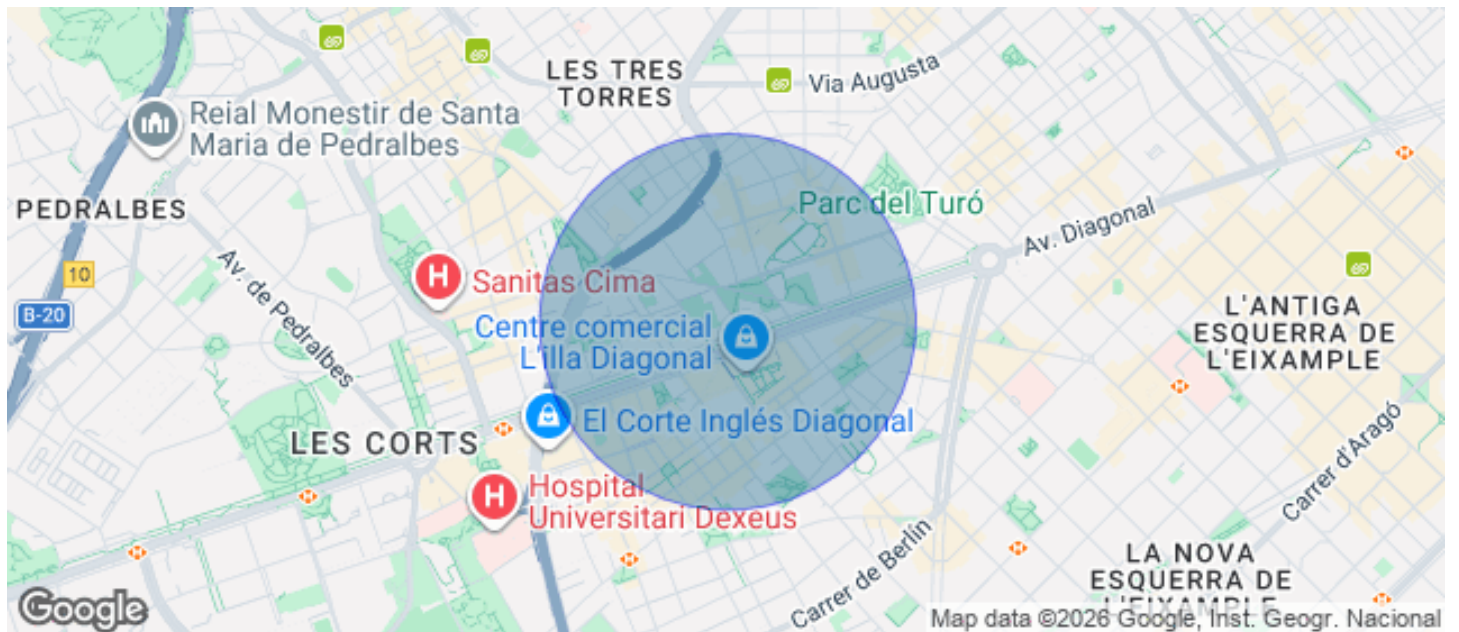 LES TRES
TORRES
Via Augusta
Reial Monestir de Santa
Maria de Pedralbes
PEDRALBES
Parc del Turó
Av. Diagonal
10
B-20
Av. de Pedralbes
H
Sanitas Cima
Centre comercial
L'illa Diagonal
L'ANTIGA
ESQUERRA DE
L'EIXAMPLE
El Corte Inglés Diagonal
LES CORTS
H
Hospital
Universitari Dexeus
Carrer d'Aragó
Carrer de Berlín
LA NOVA
ESQUERRA DE
L'EIXAMPLE
Google
Map data ©2026 Google, Inst. Geogr. Nacional